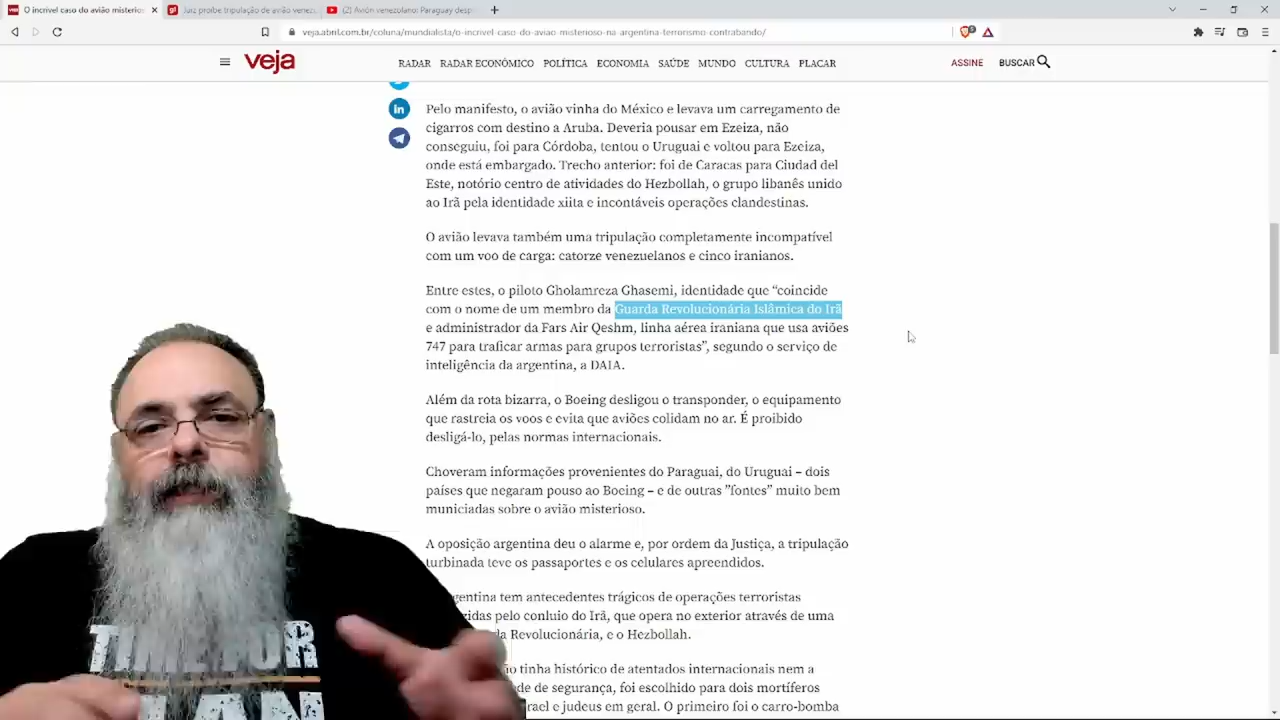 O incrível caso do avião misterios
Juiz proíbe tripulação de avião venezu
(2) Avión venezolano: Paraguay desp
veja.abril.com.br/coluna/mundialista/o-incrivel-caso-do-aviao-misterioso-na-argentina-terrorismo-contrabando/
veja
RADAR RADAR ECONÔMICO POLÍTICA ECONOMIA SAÚDE MUNDO CULTURA PLACAR
ASSINE BUSCAR
Pelo manifesto, o avião vinha do México e levava um carregamento de
cigarros com destino a Aruba. Deveria pousar em Ezeiza, não
conseguiu, foi para Córdoba, tentou o Uruguai e voltou para Ezeiza,
onde está embargado. Trecho anterior: foi de Caracas para Ciudad del
Este, notório centro de atividades do Hezbollah, o grupo libanês unido
ao Irã pela identidade xiita e incontáveis operações clandestinas.
O avião levava também uma tripulação completamente incompatível
com um voo de carga: catorze venezuelanos e cinco iranianos.
Entre estes, o piloto Gholamreza Ghasemi, identidade que “coincide
com o nome de um membro da Guarda Revolucionária Islâmica do Irã
e administrador da Fars Air Qeshm, linha aérea iraniana que usa aviões
747 para traficar armas para grupos terroristas”, segundo o serviço de
inteligência da argentina, a DAIA.
Além da rota bizarra, o Boeing desligou o transponder, o equipamento
que rastreia os voos e evita que aviões colidam no ar. É proibido
desligá-lo, pelas normas internacionais.
Choveram informações provenientes do Paraguai, do Uruguai – dois
países que negaram pouso ao Boeing – e de outras ”fontes” muito bem
municiadas sobre o avião misterioso.
A oposição argentina deu o alarme e, por ordem da Justiça, a tripulação
turbinada teve os passaportes e os celulares apreendidos.
gentina tem antecedentes trágicos de operações terroristas
zidas pelo conluio do Irã, que opera no exterior através de uma
da Revolucionária, e o Hezbollah.
ão tinha histórico de atentados internacionais nem a
ede de segurança, foi escolhido para dois mortíferos
rael e judeus em geral. O primeiro foi o carro-bomba